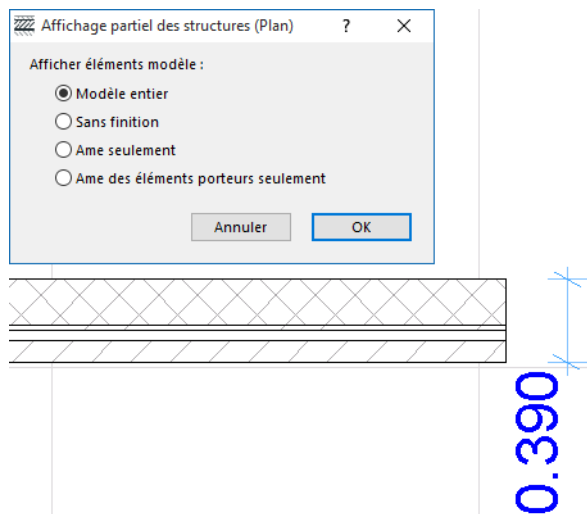 Affichage partiel des structures (Plan) ?
Afficher éléments modèle :
Modèle entier
Sans finition
Ame seulement
Ame des éléments porteurs seulement
Annuler OK
0.390